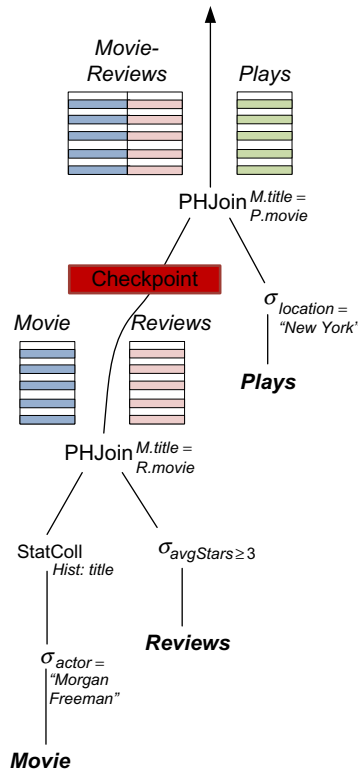 Movie-
Reviews
Plays
PHJoin M.title =
P.movie
Checkpoint
σ location =
"New York"
Movie
Reviews
Plays
PHJoin M.title =
R.movie
StatColl
Hist: title
σ avgStars ≥ 3
Reviews
σ actor =
"Morgan
Freeman"
Movie